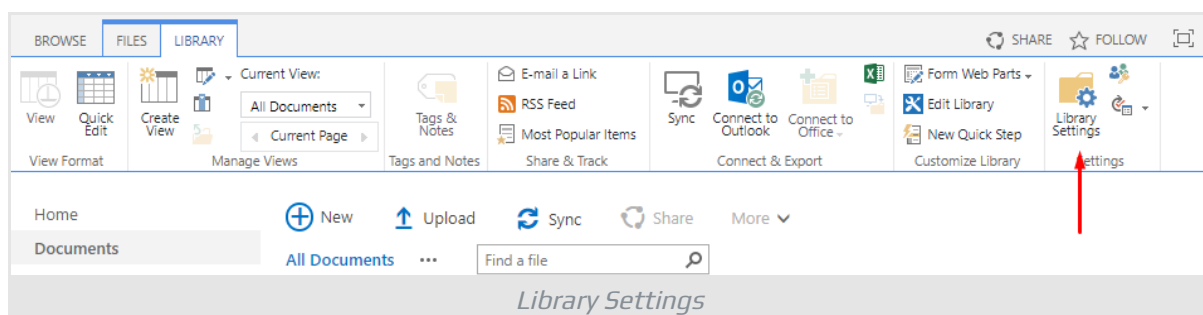 BROWSE FILES LIBRARY SHARE FOLLOW
View
Quick Edit
View Format
Create View
Current View:
All Documents
Current Page
Manage Views
Tags & Notes
Tags and Notes
E-mail a Link
RSS Feed
Most Popular Items
Share & Track
Sync
Connect to Outlook
Connect to Office
Connect & Export
Form Web Parts
Edit Library
New Quick Step
Customize Library
Library Settings
Settings
Home
Documents
New Upload Sync Share More
All Documents ... Find a file
Library Settings